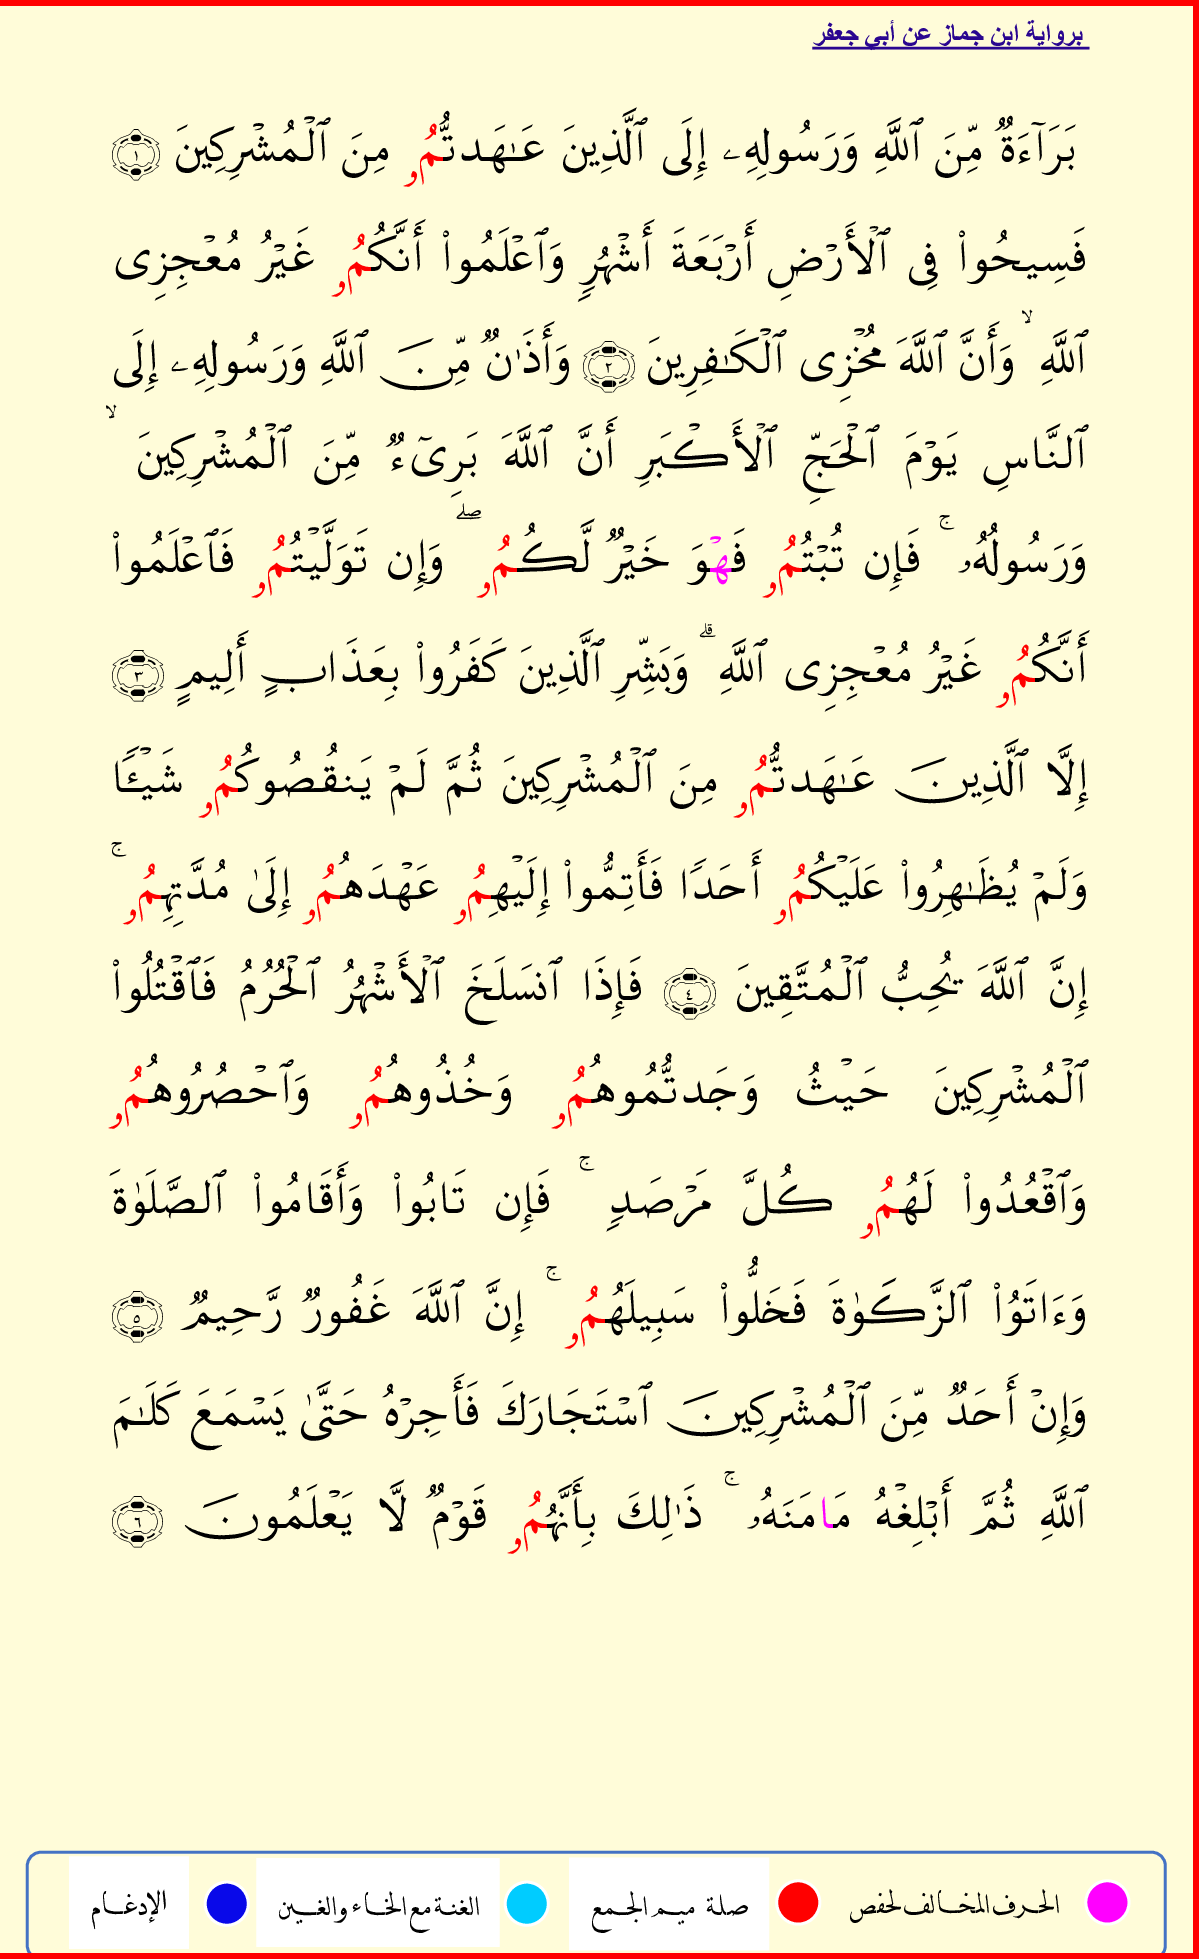 برواية ابن جماز عن أبي جعفر
بَرَآءَةٌ مِّنَ ٱللَّهِ وَرَسُولِهِۦ إِلَى ٱلَّذِينَ عَـٰهَدتُّمُۥ مِنَ ٱلۡمُشۡرِكِينَ ١
فَسِيحُوا۟ فِى ٱلۡأَرۡضِ أَرۡبَعَةَ أَشۡهُرٍ وَٱعۡلَمُوا۟ أَنَّكُمُۥ غَيۡرُ مُعۡجِزِى
ٱللَّهِ ۙ وَأَنَّ ٱللَّهَ مُخۡزِى ٱلۡكَـٰفِرِينَ ٢ وَأَذَٰنٌ مِّنَ ٱللَّهِ وَرَسُولِهِۦ إِلَى
ٱلنَّاسِ يَوۡمَ ٱلۡحَجِّ ٱلۡأَكۡبَرِ أَنَّ ٱللَّهَ بَرِىٓءٌ مِّنَ ٱلۡمُشۡرِكِينَ ۙ
وَرَسُولُهُۥ ۚ فَإِن تُبۡتُمُۥ فَهۡوَ خَيۡرٌ لَّكُمُۥ ۖ وَإِن تَوَلَّيۡتُمُۥ فَٱعۡلَمُوا۟
أَنَّكُمُۥ غَيۡرُ مُعۡجِزِى ٱللَّهِ ۗ وَبَشِّرِ ٱلَّذِينَ كَفَرُوا۟ بِعَذَابٍ أَلِيمٍ ٣
إِلَّا ٱلَّذِينَ عَـٰهَدتُّمُۥ مِنَ ٱلۡمُشۡرِكِينَ ثُمَّ لَمۡ يَنقُصُوكُمُۥ شَيۡـًٔا
وَلَمۡ يُظَـٰهِرُوا۟ عَلَيۡكُمُۥ أَحَدًا فَأَتِمُّوا۟ إِلَيۡهِمُۥ عَهۡدَهُمُۥ إِلَىٰ مُدَّتِهِمُۥ ۚ
إِنَّ ٱللَّهَ يُحِبُّ ٱلۡمُتَّقِينَ ٤ فَإِذَا ٱنسَلَخَ ٱلۡأَشۡهُرُ ٱلۡحُرُمُ فَٱقۡتُلُوا۟
ٱلۡمُشۡرِكِينَ حَيۡثُ وَجَدتُّمُوهُمُۥ وَخُذُوهُمُۥ وَٱحۡصُرُوهُمُۥ
وَٱقۡعُدُوا۟ لَهُمُۥ كُلَّ مَرۡصَدٍ ۚ فَإِن تَابُوا۟ وَأَقَامُوا۟ ٱلصَّلَوٰةَ
وَءَاتَوُا۟ ٱلزَّكَوٰةَ فَخَلُّوا۟ سَبِيلَهُمُۥ ۚ إِنَّ ٱللَّهَ غَفُورٌ رَّحِيمٌ ٥
وَإِنۡ أَحَدٌ مِّنَ ٱلۡمُشۡرِكِينَ ٱسۡتَجَارَكَ فَأَجِرۡهُ حَتَّىٰ يَسۡمَعَ كَلَـٰمَ
ٱللَّهِ ثُمَّ أَبۡلِغۡهُ مَامَنَهُۥ ۚ ذَٰلِكَ بِأَنَّهُمُۥ قَوۡمٌ لَّا يَعۡلَمُونَ ٦
الحرف المخالف لحفص صلة ميم الجمع الغنة مع الخاء والغين الإدغام